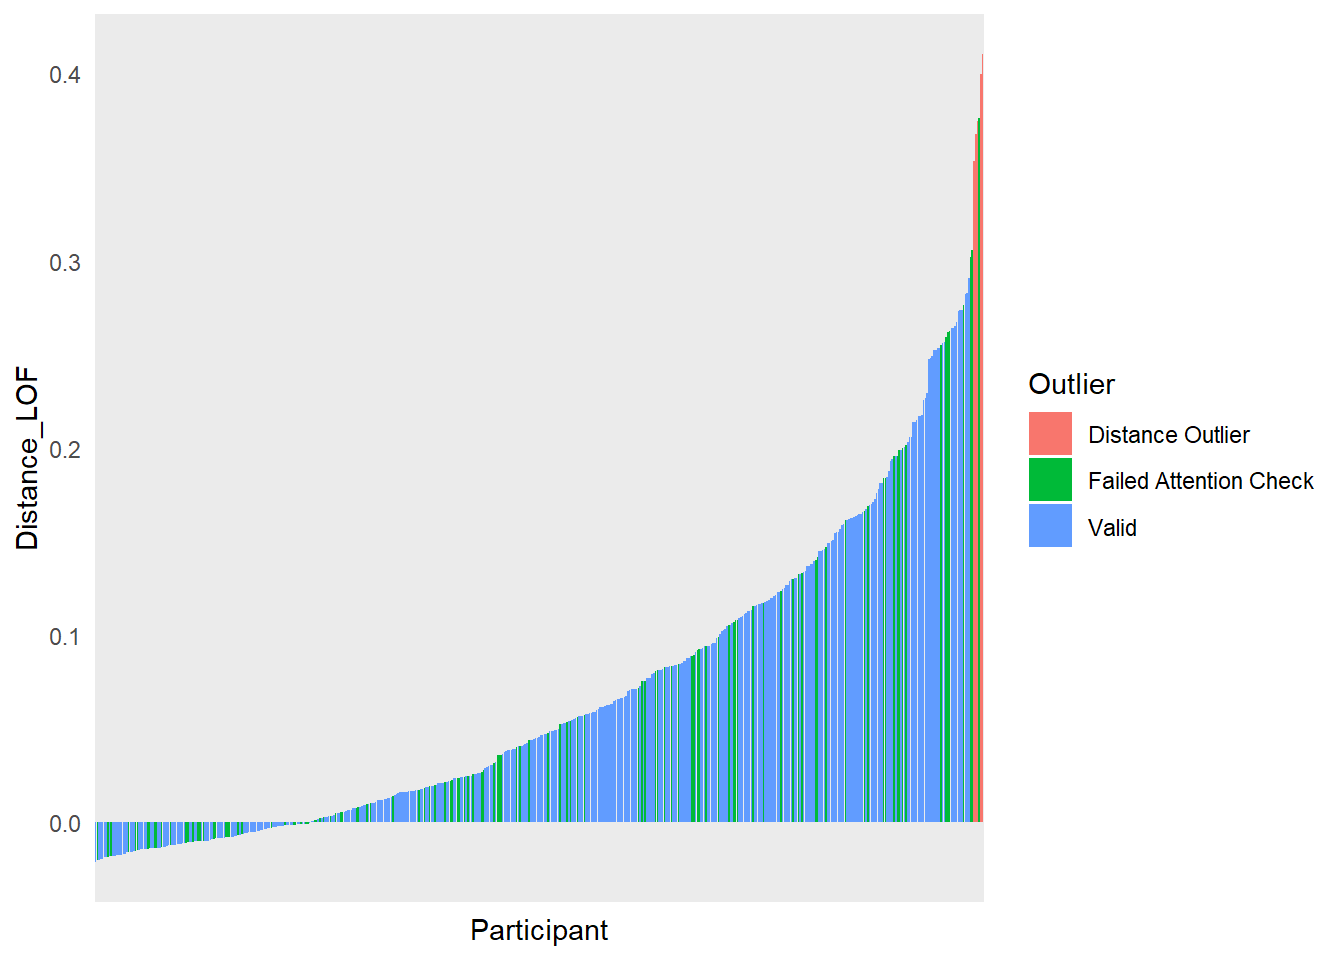 0.4
0.3
0.2
0.1
0.0
Distance_LOF
Participant
Outlier
Distance Outlier
Failed Attention Check
Valid